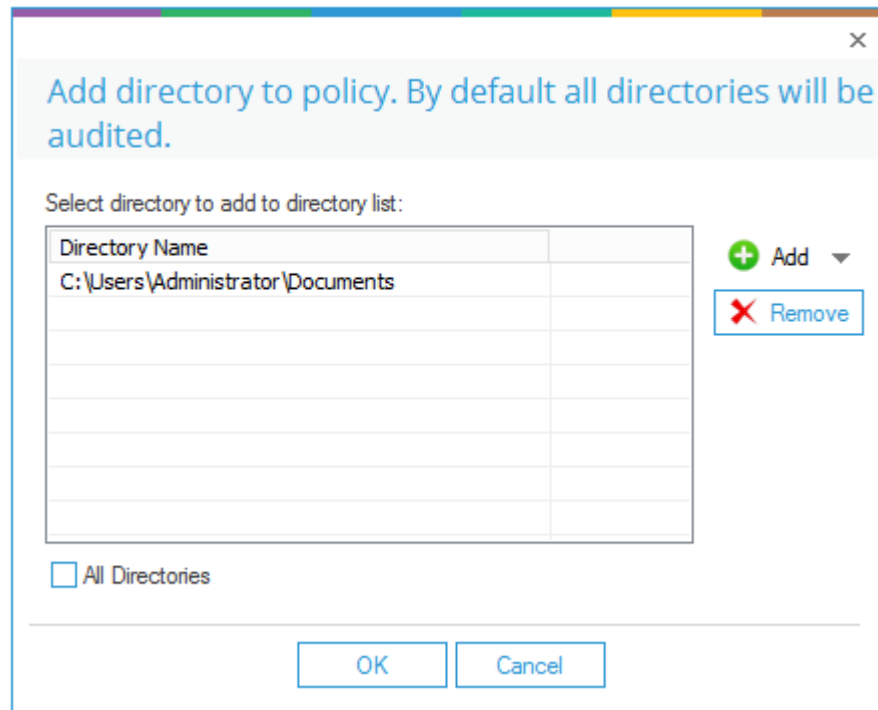 Add directory to policy. By default all directories will be
audited.
Select directory to add to directory list:
Directory Name
C:\Users\Administrator\Documents
Add
Remove
All Directories
OK
Cancel